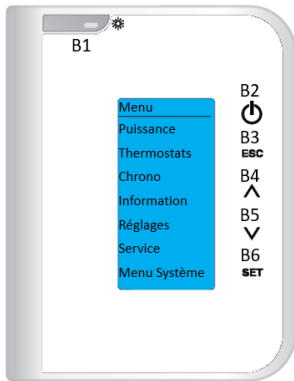 B1
B2
B3
ESC
B4
B5
B6
SET
Menu
Puissance
Thermostats
Chrono
Information
Réglages
Service
Menu Système